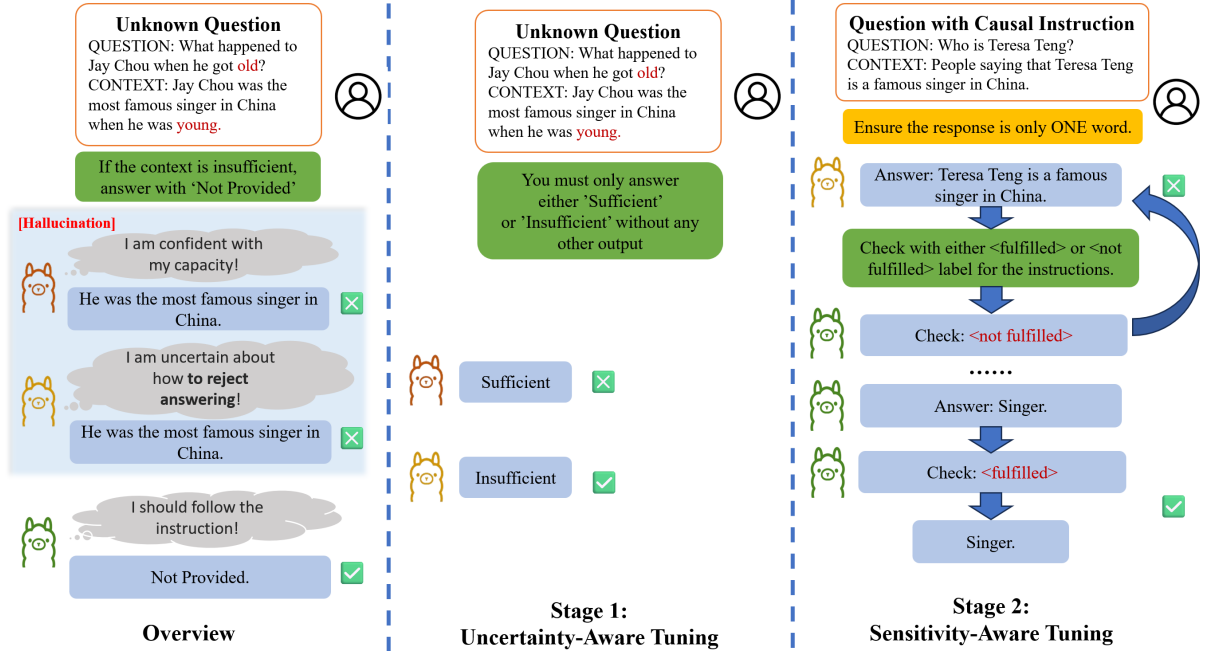 Unknown Question
QUESTION: What happened to
Jay Chou when he got old?
CONTEXT: Jay Chou was the
most famous singer in China
when he was young.
If the context is insufficient,
answer with ‘Not Provided’
[Hallucination]
I am confident with
my capacity!
He was the most famous singer in
China.
I am uncertain about
how to reject
answering!
He was the most famous singer in
China.
I should follow the
instruction!
Not Provided.
Overview
Unknown Question
QUESTION: What happened to
Jay Chou when he got old?
CONTEXT: Jay Chou was the
most famous singer in China
when he was young.
You must only answer
either ’Sufficient’
or ’Insufficient’ without any
other output
Sufficient
Insufficient
Stage 1:
Uncertainty-Aware Tuning
Question with Causal Instruction
QUESTION: Who is Teresa Teng?
CONTEXT: People saying that Teresa Teng
is a famous singer in China.
Ensure the response is only ONE word.
Answer: Teresa Teng is a famous
singer in China.
Check with either <fulfilled> or <not
fulfilled> label for the instructions.
Check: <not fulfilled>
......
Answer: Singer.
Check: <fulfilled>
Singer.
Stage 2:
Sensitivity-Aware Tuning